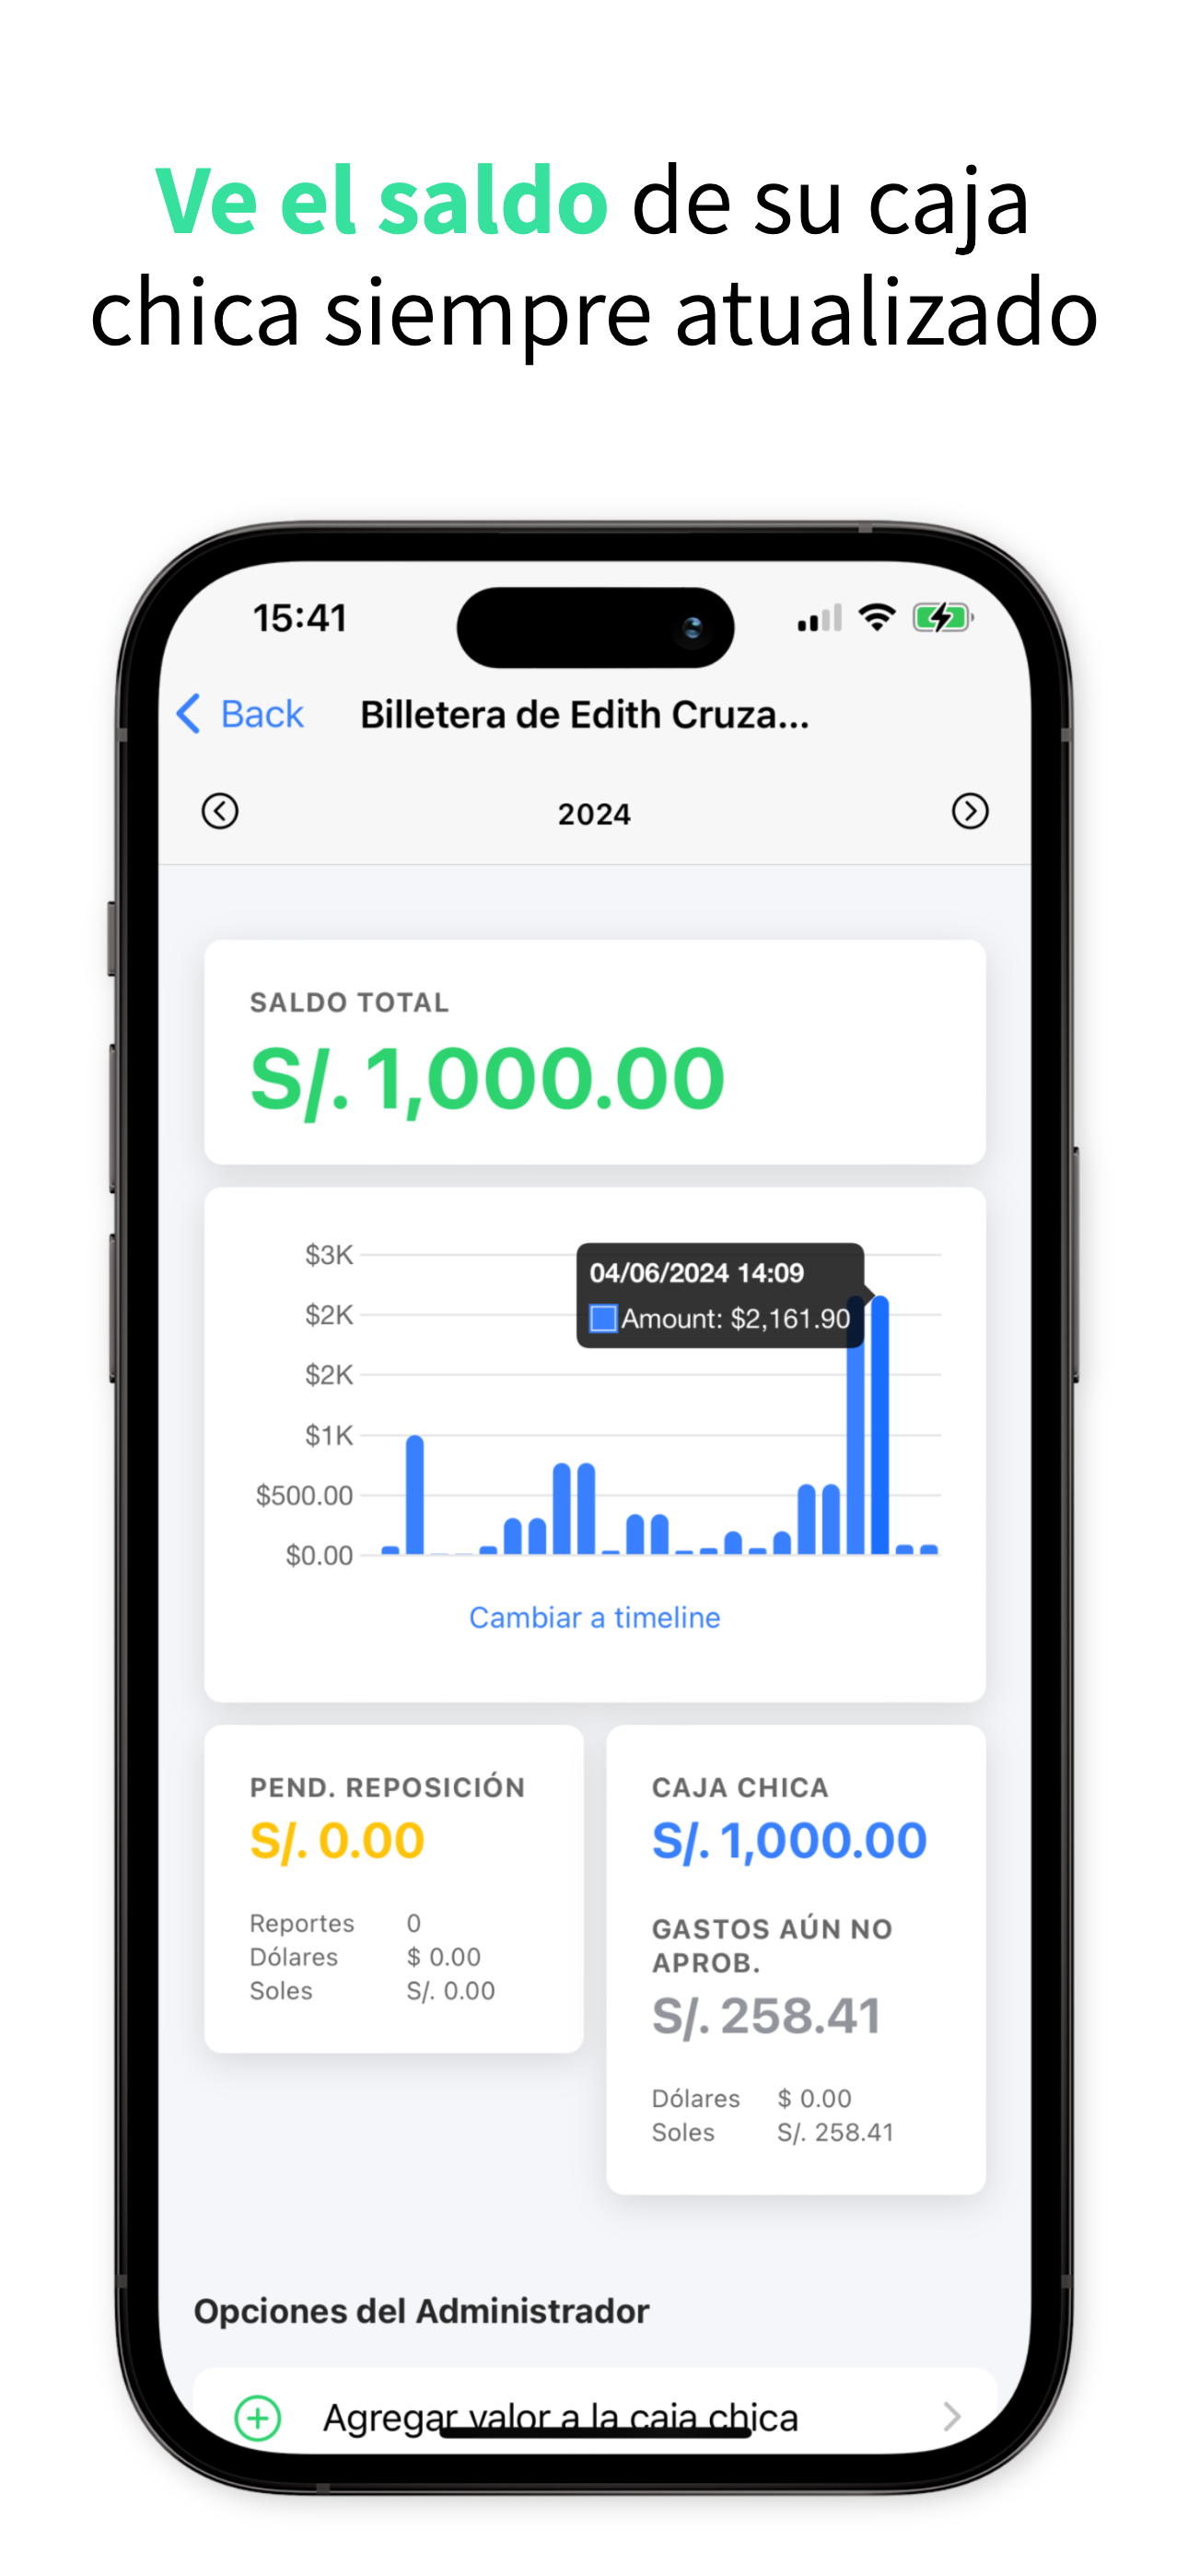 Ve el saldo de su caja
chica siempre atualizado
15:41
Back
Billetera de Edith Cruza...
2024
SALDO TOTAL
S/. 1,000.00
$3K
$2K
$2K
$1K
$500.00
$0.00
04/06/2024 14:09
Amount: $2,161.90
Cambiar a timeline
PEND. REPOSICIÓN
S/. 0.00
Reportes 0
Dólares $ 0.00
Soles S/. 0.00
CAJA CHICA
S/. 1,000.00
GASTOS AÚN NO
APROB.
S/. 258.41
Dólares $ 0.00
Soles S/. 258.41
Opciones del Administrador
Agregar valor a la caja chica